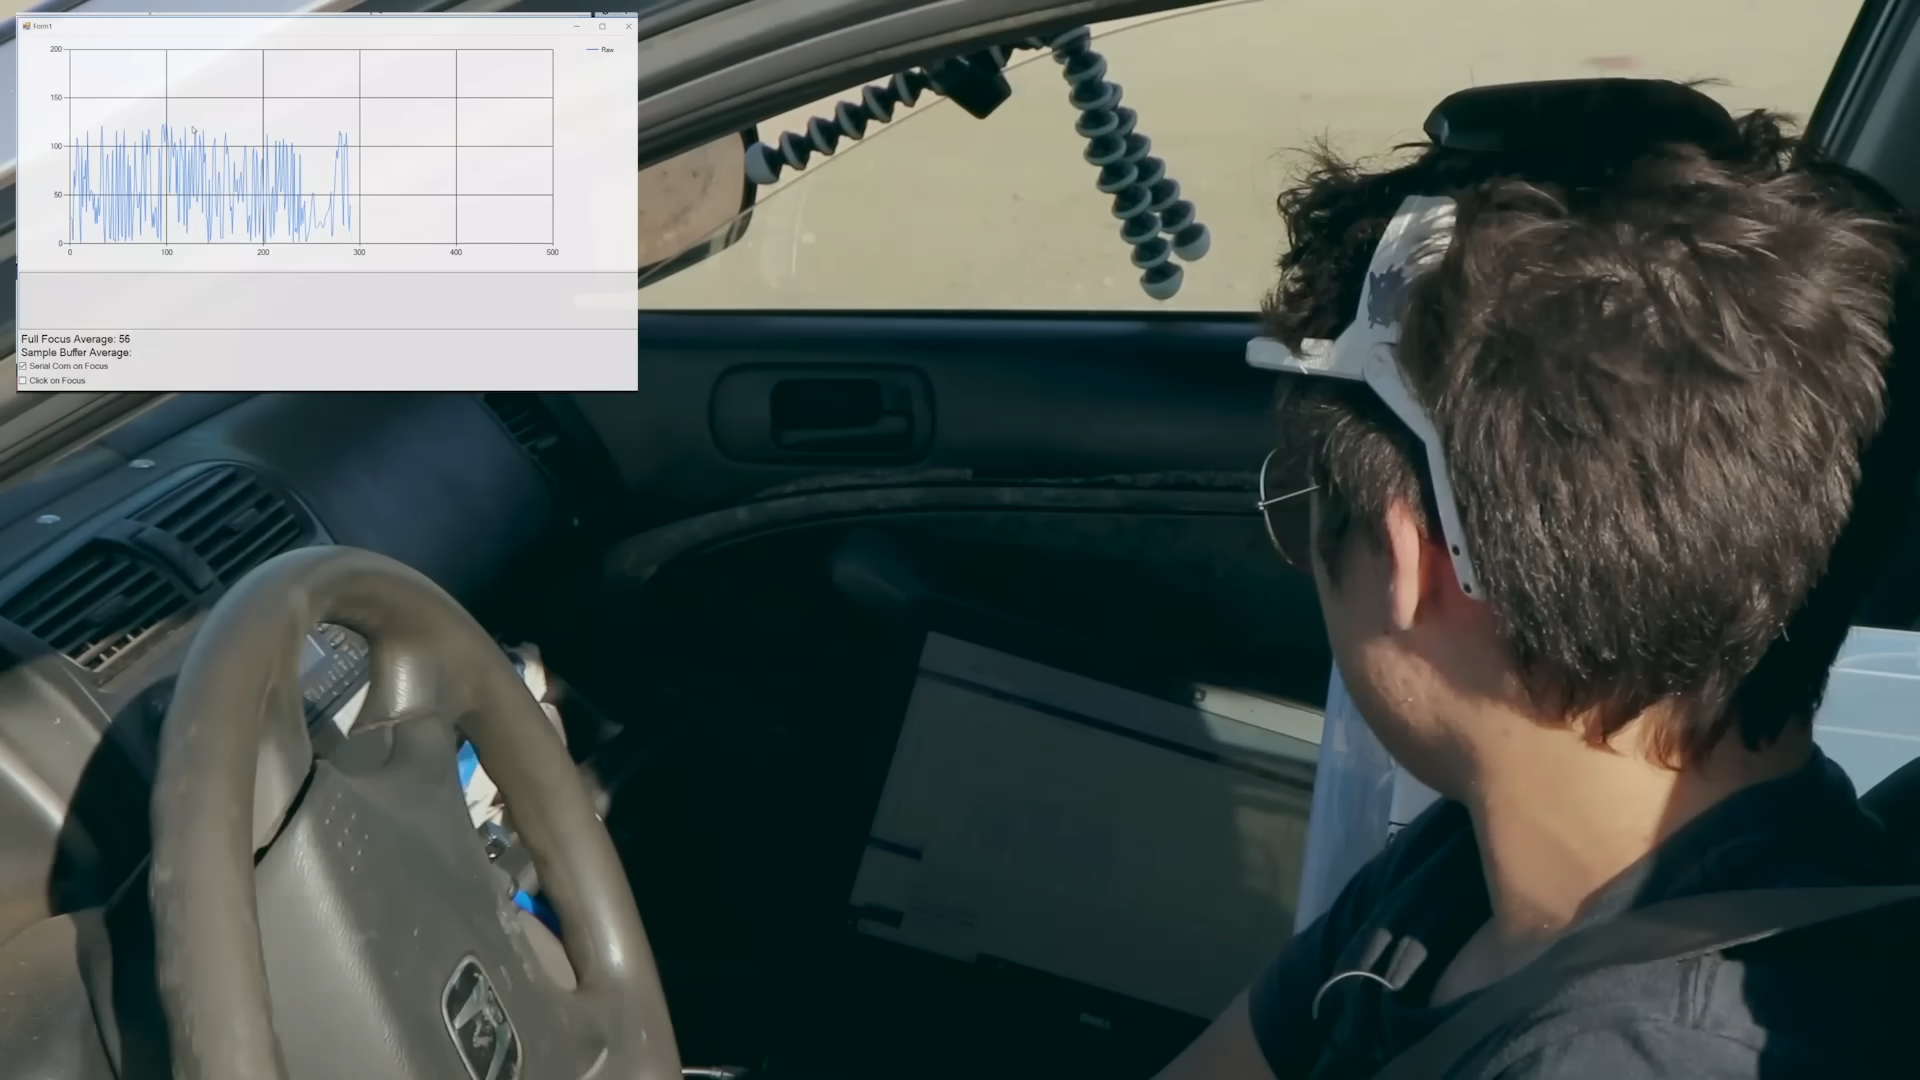 Form1
200
Raw
150
100
50
0
0 100 200 300 400 500
Full Focus Average: 56
Sample Buffer Average:
Serial Com on Focus
Click on Focus
DELL